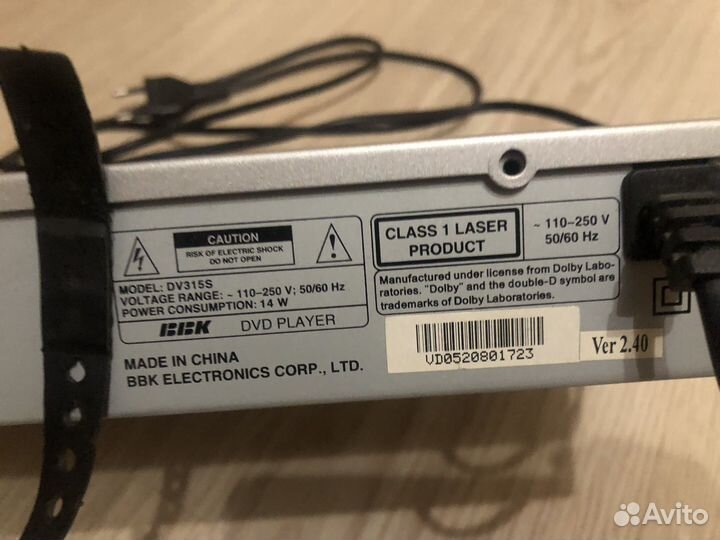 CAUTION
RISK OF ELECTRIC SHOCK
DO NOT OPEN
MODEL: DV315S
VOLTAGE RANGE: ~ 110–250 V; 50/60 Hz
POWER CONSUMPTION: 14 W
BBK DVD PLAYER
MADE IN CHINA
BBK ELECTRONICS CORP., LTD.
CLASS 1 LASER
PRODUCT
~ 110–250 V
50/60 Hz
Manufactured under license from Dolby Labo-
ratories. "Dolby" and the double-D symbol are
trademarks of Dolby Laboratories.
VD0520801723
Ver 2.40
Avito